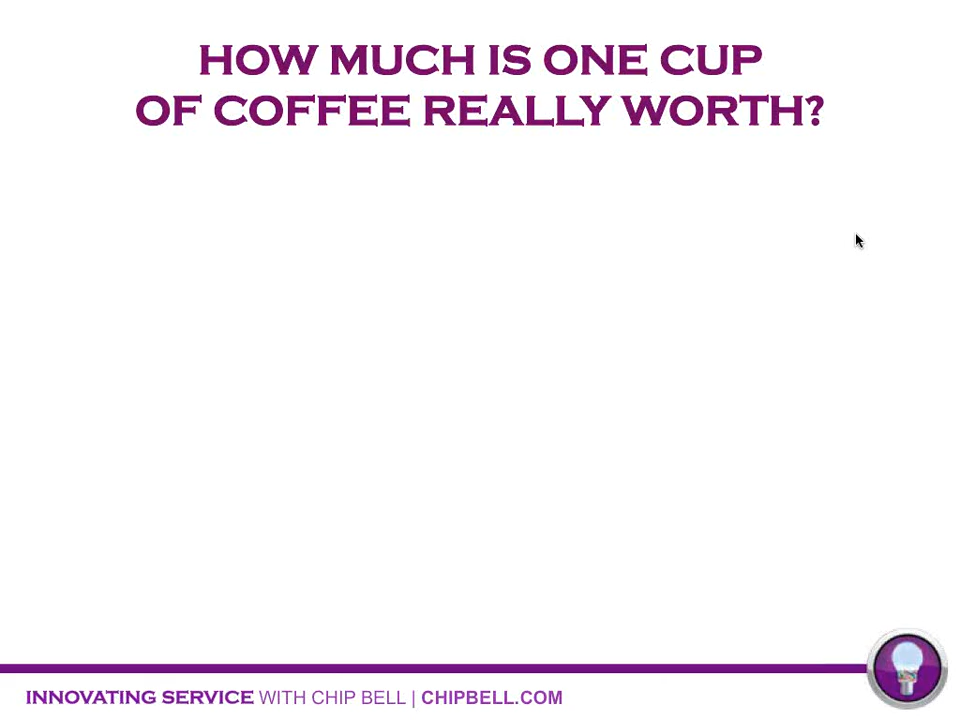 HOW MUCH IS ONE CUP
OF COFFEE REALLY WORTH?
INNOVATING SERVICE WITH CHIP BELL | CHIPBELL.COM